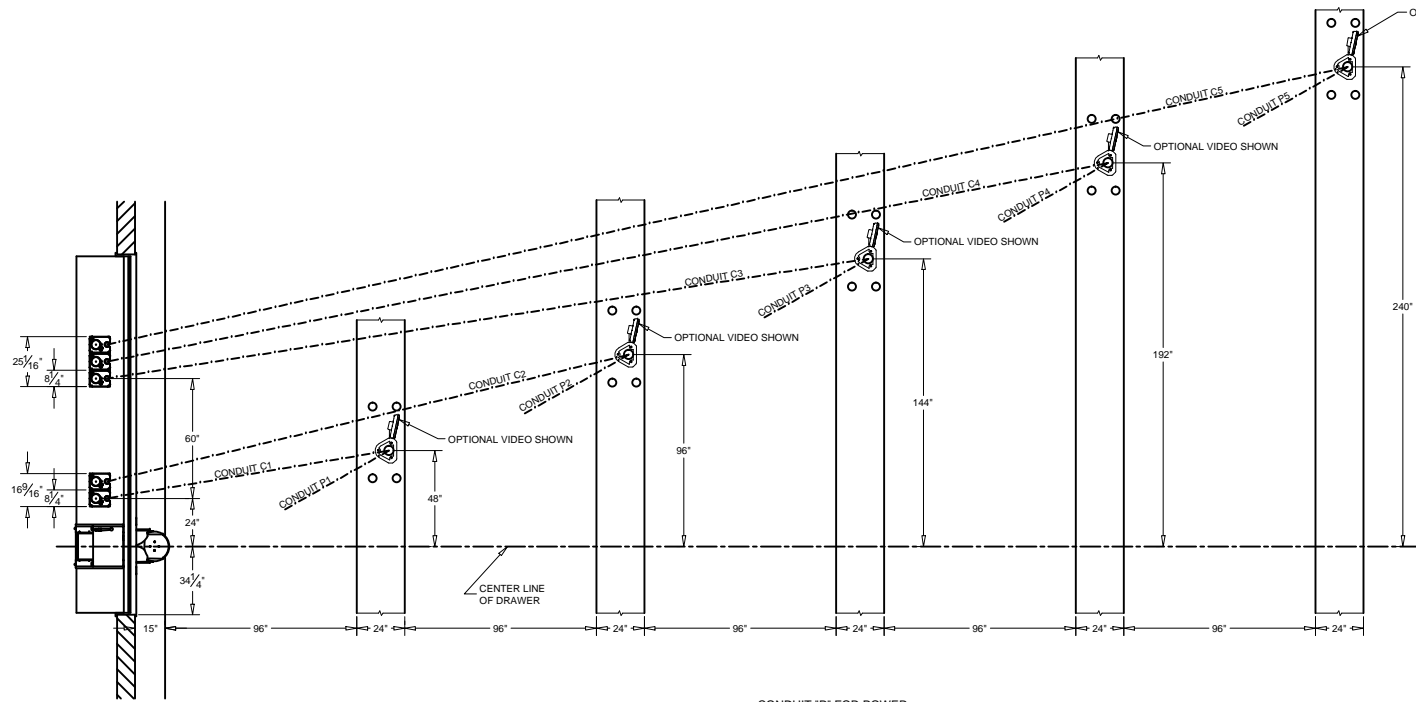 O
CONDUIT C5
CONDUIT P5
OPTIONAL VIDEO SHOWN
CONDUIT C4
CONDUIT P4
OPTIONAL VIDEO SHOWN
CONDUIT C3
CONDUIT P3
240"
OPTIONAL VIDEO SHOWN
192"
25 1/16"
8 1/4"
CONDUIT C2
CONDUIT P2
144"
60"
OPTIONAL VIDEO SHOWN
96"
CONDUIT C1
CONDUIT P1
16 9/16"
8 1/4"
48"
24"
34 1/4"
CENTER LINE
OF DRAWER
15"
96"
24"
96"
24"
96"
24"
96"
24"
96"
24"